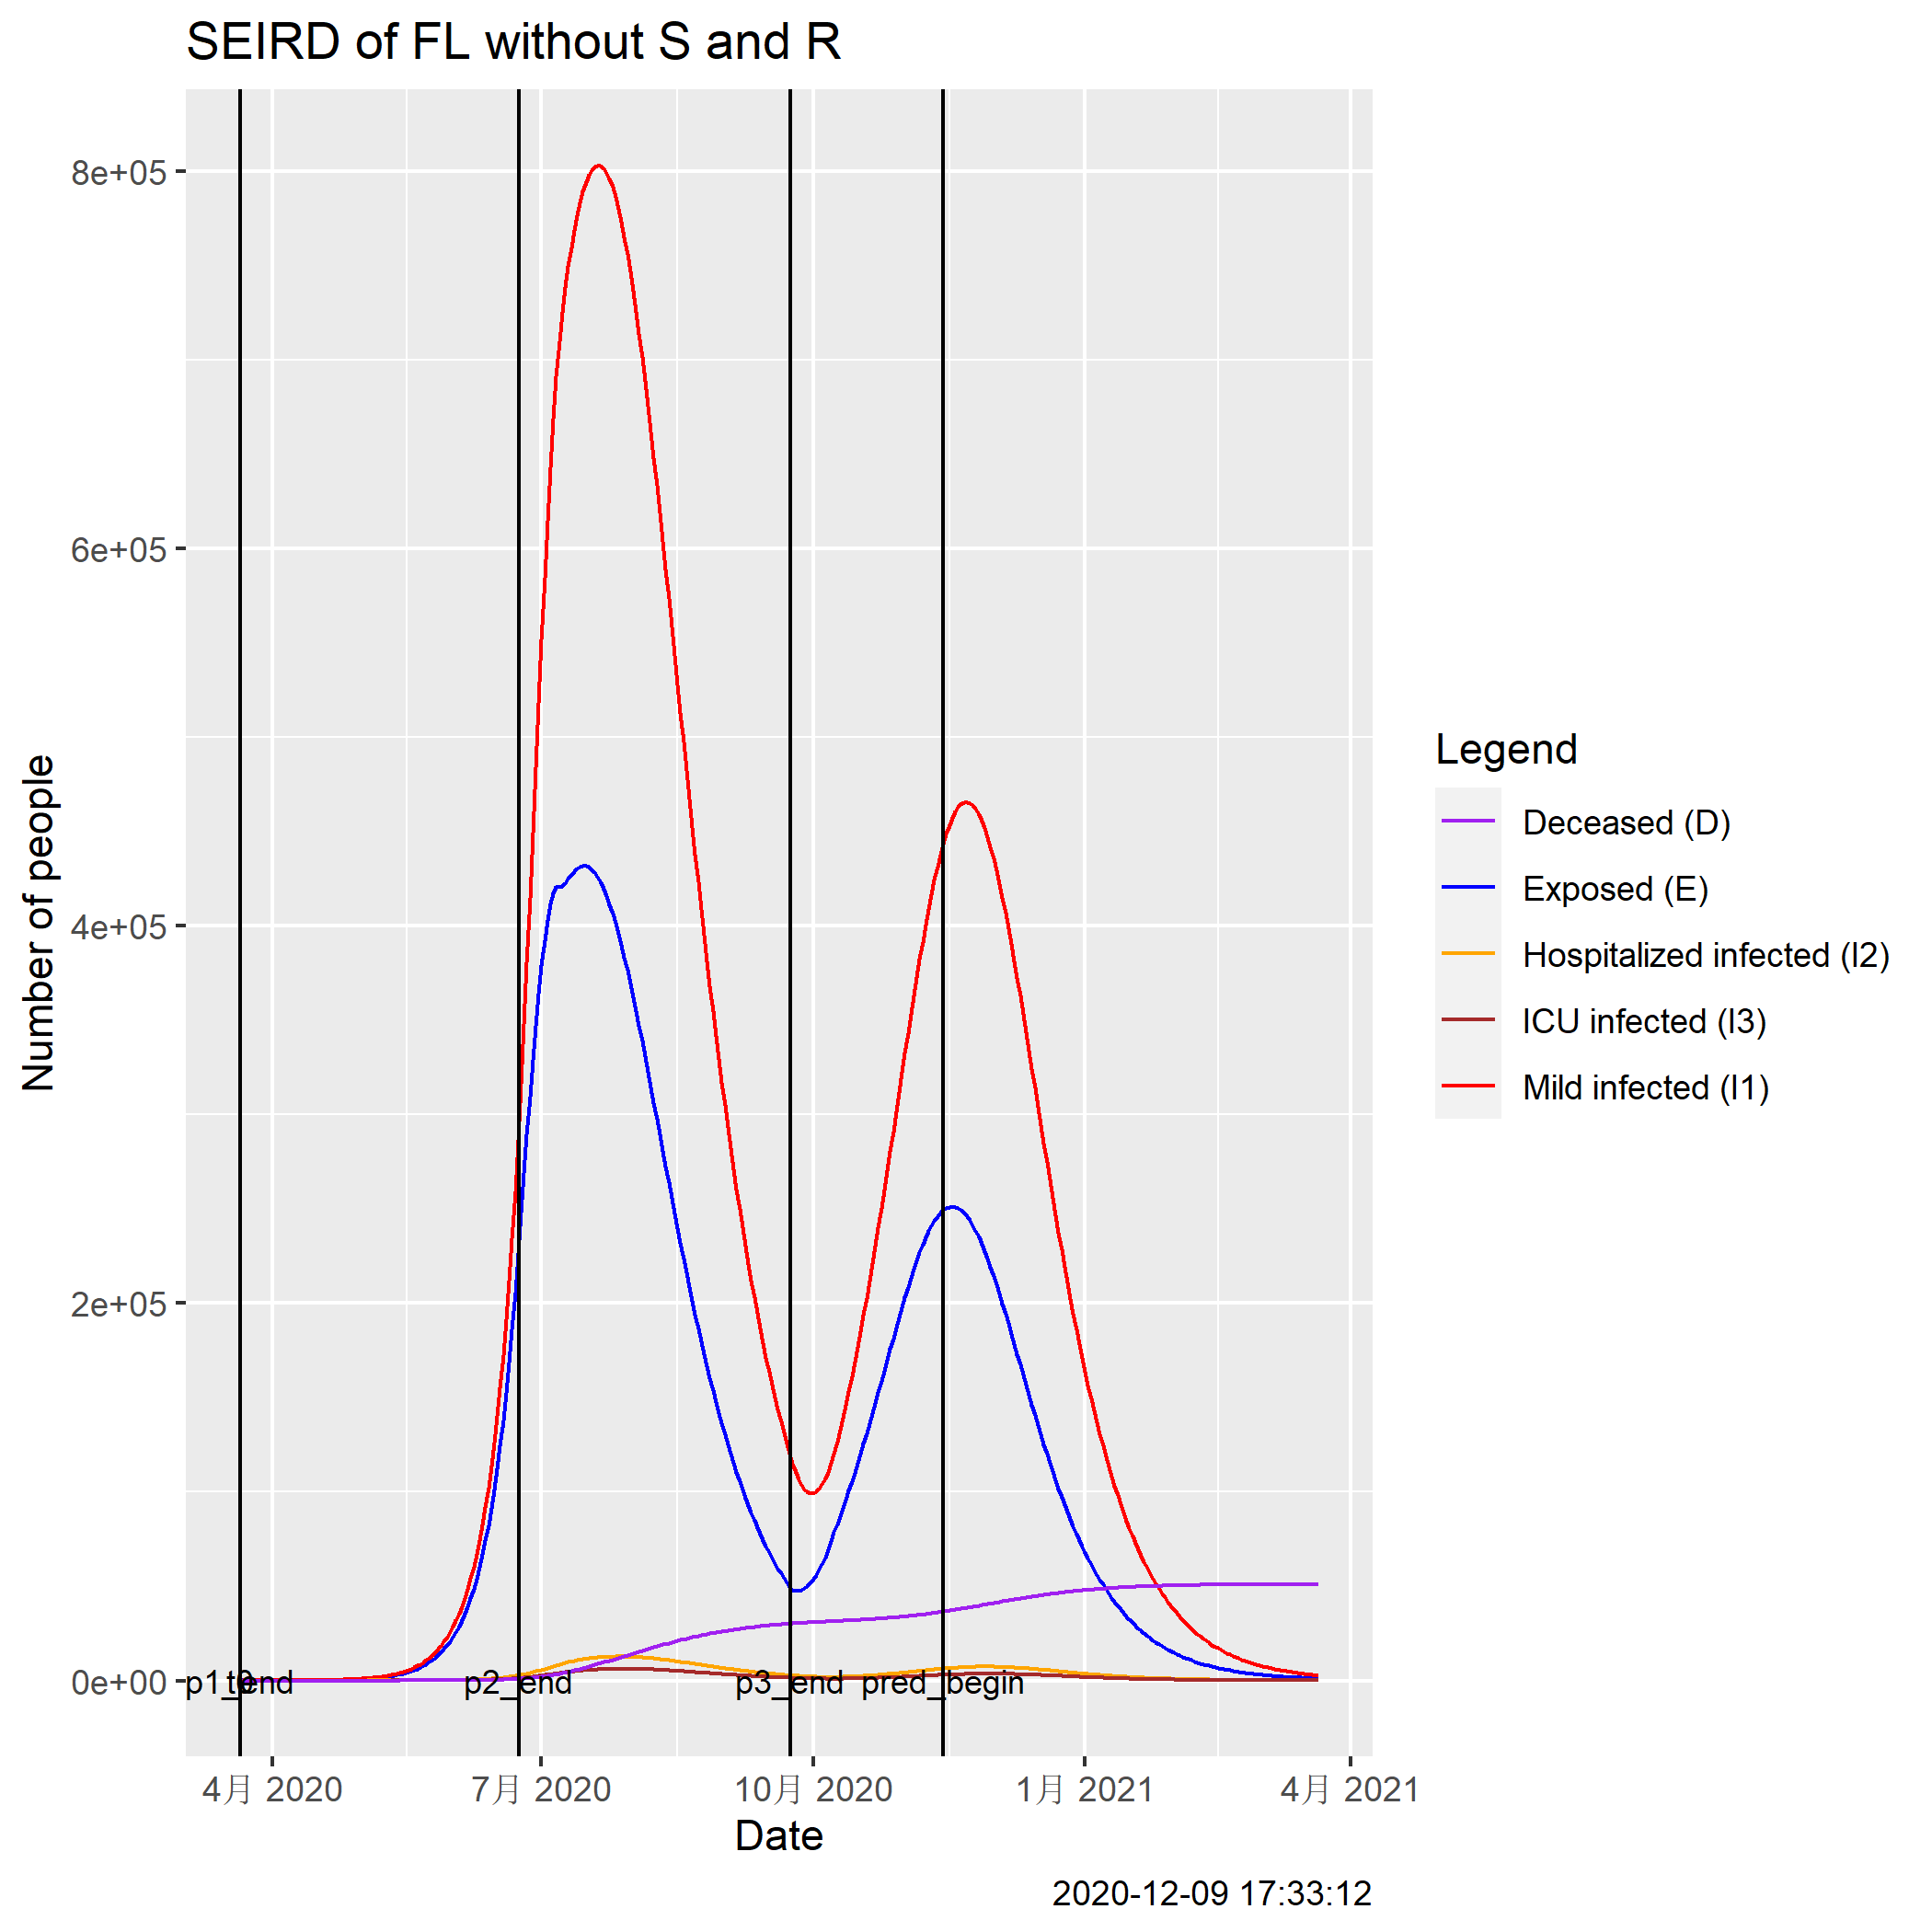 SEIRD of FL without S and R
8e+05
6e+05
4e+05
2e+05
0e+00
Number of people
p1_end
p2_end
p3_end
pred_begin
4月 2020
7月 2020
10月 2020
1月 2021
4月 2021
Date
Legend
Deceased (D)
Exposed (E)
Hospitalized infected (I2)
ICU infected (I3)
Mild infected (I1)
2020-12-09 17:33:12